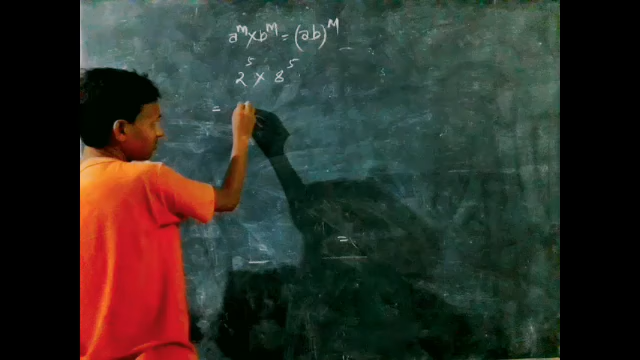 a^m × b^m = (ab)^m
2^5 × 8^5
=
=